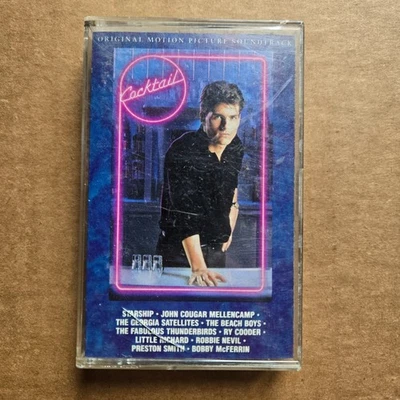 ORIGINAL MOTION PICTURE SOUNDTRACK
Cocktail
STARSHIP • JOHN COUGAR MELLENCAMP •
THE GEORGIA SATELLITES • THE BEACH BOYS •
THE FABULOUS THUNDERBIRDS • RY COODER •
LITTLE RICHARD • ROBBIE NEVIL •
PRESTON SMITH • BOBBY McFERRIN